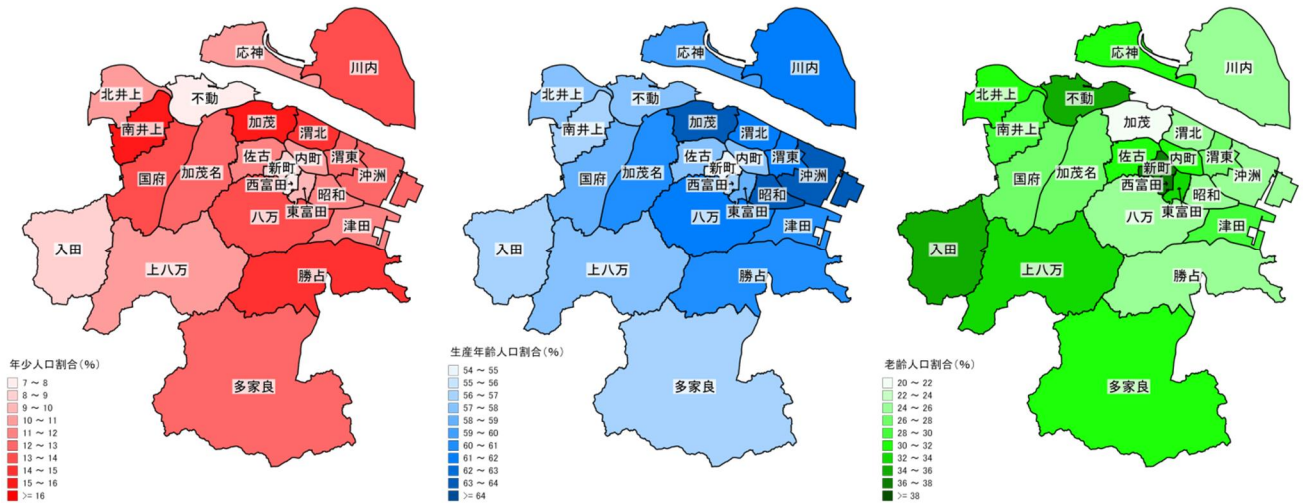 応神
川内
北井上
不動
南井上
加茂
渭北
佐古
内町
渭東
新町
国府
加茂名
沖洲
西富田
昭和
東富田
八万
津田
入田
上八万
勝占
多家良
年少人口割合(%)
7 ~ 8
8 ~ 9
9 ~ 10
10 ~ 11
11 ~ 12
12 ~ 13
13 ~ 14
14 ~ 15
15 ~ 16
>= 16
応神
川内
北井上
不動
南井上
加茂
渭北
佐古
内町
渭東
新町
国府
加茂名
沖洲
西富田
昭和
東富田
八万
津田
入田
上八万
勝占
多家良
生産年齢人口割合(%)
54 ~ 55
55 ~ 56
56 ~ 57
57 ~ 58
58 ~ 59
59 ~ 60
60 ~ 61
61 ~ 62
62 ~ 63
63 ~ 64
>= 64
応神
川内
北井上
不動
南井上
加茂
渭北
佐古
内町
渭東
新町
国府
加茂名
沖洲
西富田
昭和
東富田
八万
津田
入田
上八万
勝占
多家良
老齢人口割合(%)
20 ~ 22
22 ~ 24
24 ~ 26
26 ~ 28
28 ~ 30
30 ~ 32
32 ~ 34
34 ~ 36
36 ~ 38
>= 38